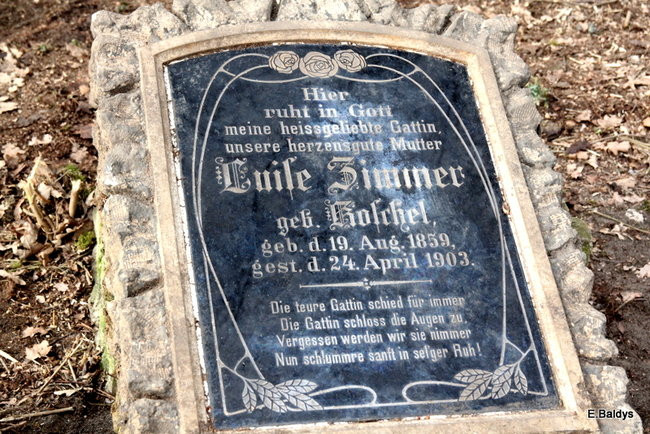 Hier
ruht in Gott
meine heissgeliebte Gattin,
unsere herzensgute Mutter
Luise Zimmer
geb. Koschel,
geb. d. 19. Aug. 1859,
gest. d. 24. April 1903.
Die teure Gattin schied für immer
Die Gattin schloss die Augen zu
Vergessen werden wir sie nimmer
Nun schlummre sanft in sel'ger Ruh!
E.Baldys